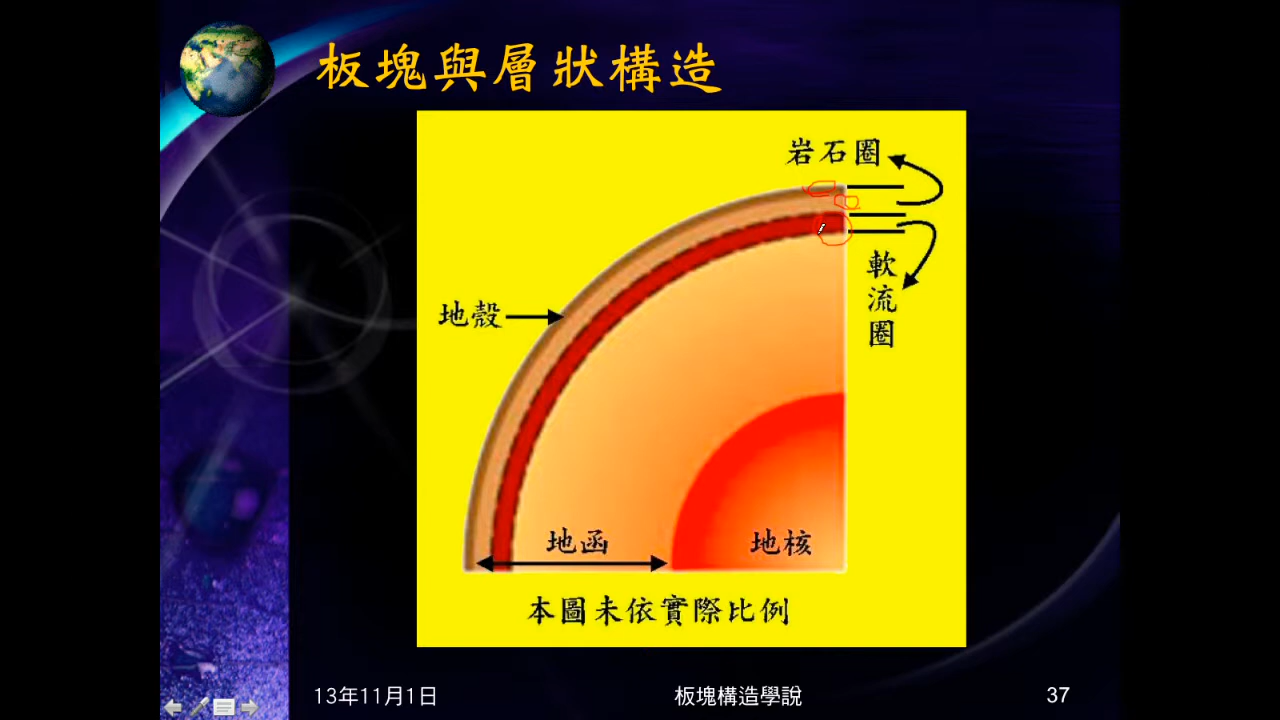 板塊與層狀構造
岩石圈
軟流圈
地殼
地函
地核
本圖未依實際比例
13年11月1日
板塊構造學說
37